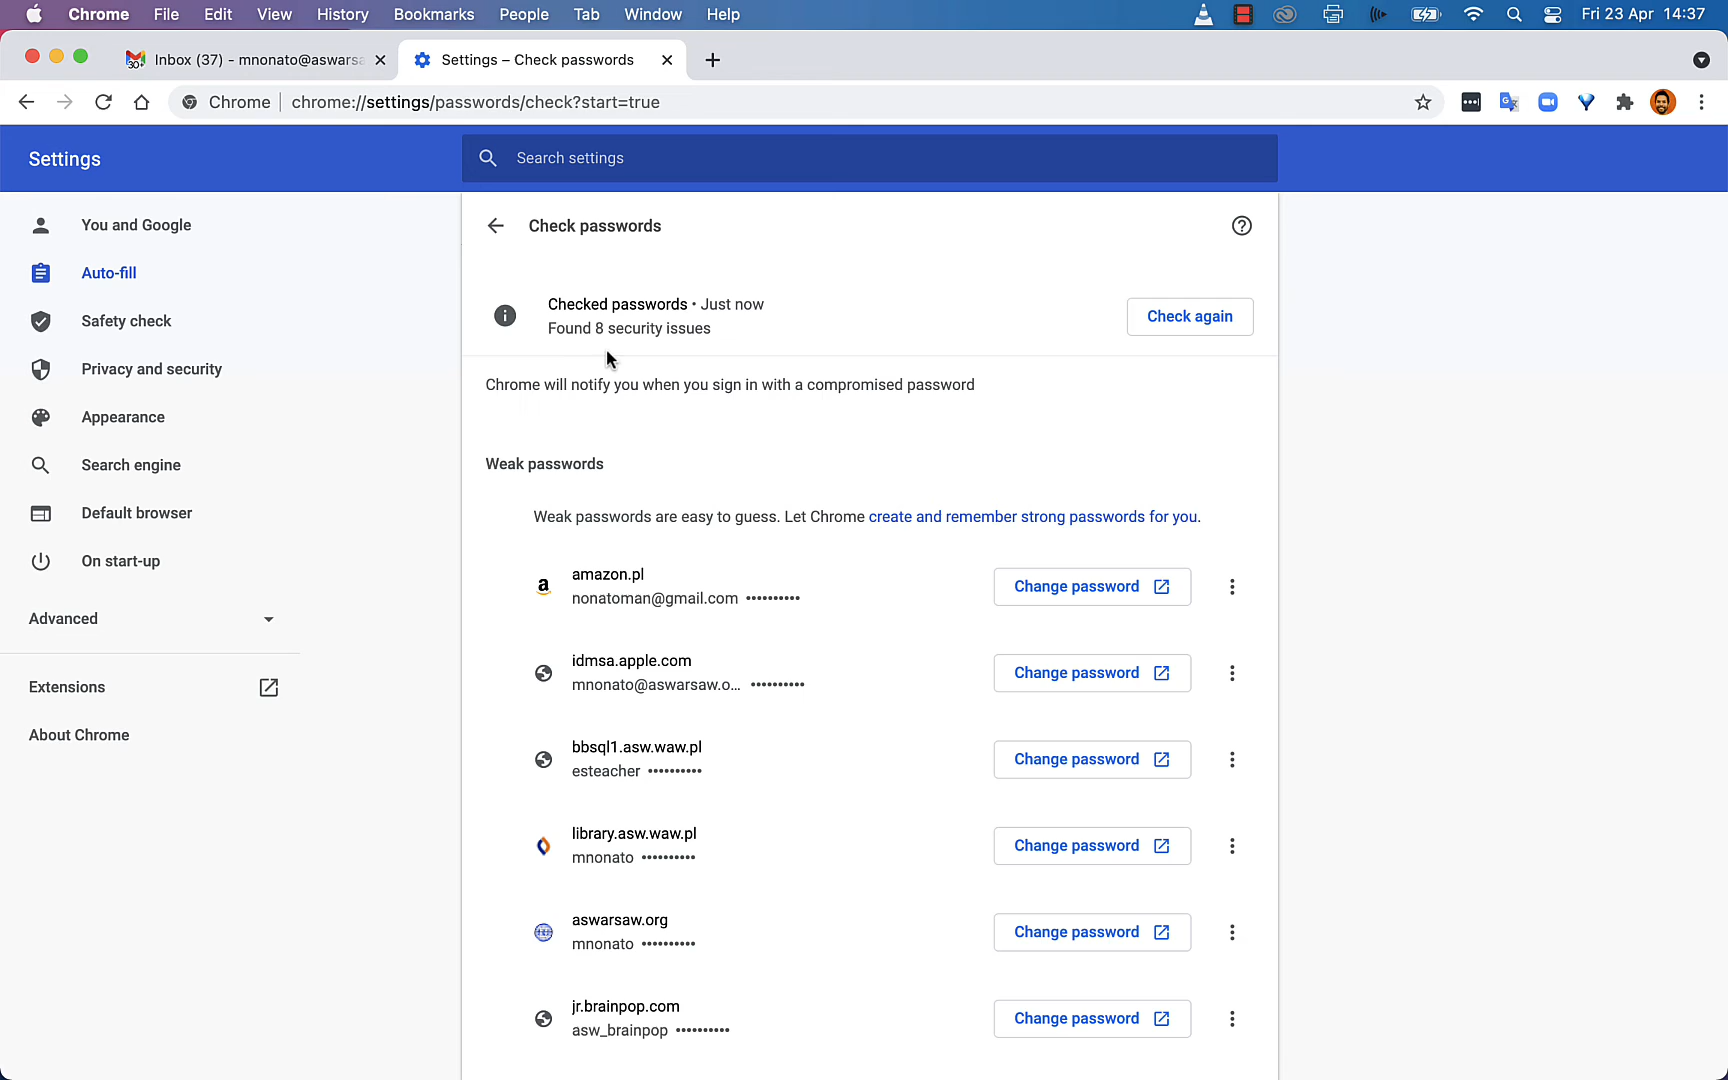 Chrome File Edit View History Bookmarks People Tab Window Help Fri 23 Apr 14:37
Inbox (37) - mnonato@aswarsa Settings – Check passwords
Chrome chrome://settings/passwords/check?start=true
Settings
Search settings
You and Google
Auto-fill
Safety check
Privacy and security
Appearance
Search engine
Default browser
On start-up
Advanced
Extensions
About Chrome
Check passwords
Checked passwords • Just now
Found 8 security issues
Check again
Chrome will notify you when you sign in with a compromised password
Weak passwords
Weak passwords are easy to guess. Let Chrome create and remember strong passwords for you.
amazon.pl
nonatoman@gmail.com ••••••••••
Change password
idmsa.apple.com
mnonato@aswarsaw.o... ••••••••••
Change password
bbsql1.asw.waw.pl
esteacher ••••••••••
Change password
library.asw.waw.pl
mnonato ••••••••••
Change password
aswarsaw.org
mnonato ••••••••••
Change password
jr.brainpop.com
asw_brainpop ••••••••••
Change password